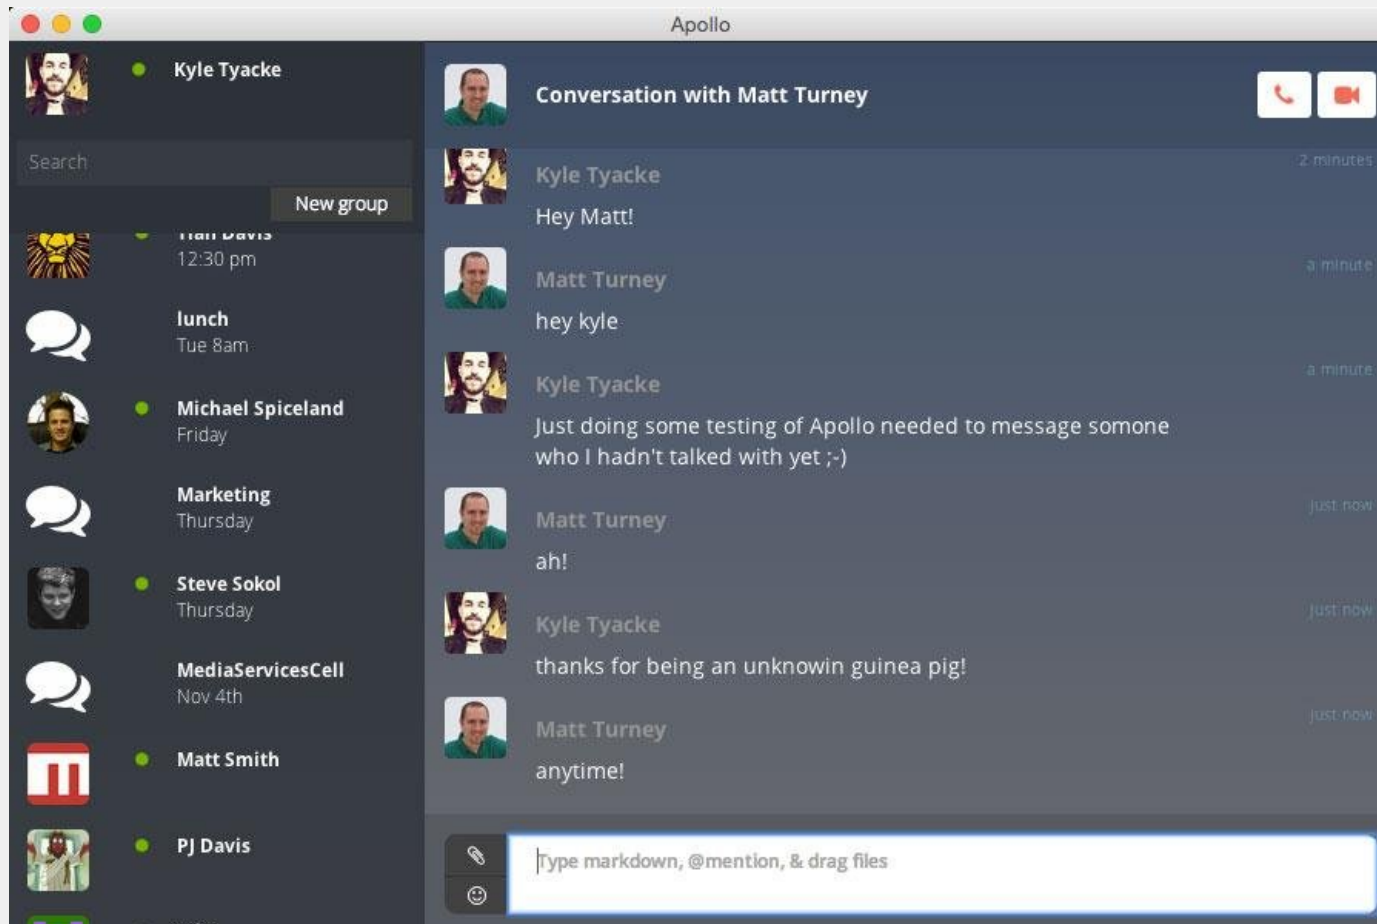 Apollo
Kyle Tyacke
Search
New group
Tian Davis
12:30 pm
lunch
Tue 8am
Michael Spiceland
Friday
Marketing
Thursday
Steve Sokol
Thursday
MediaServicesCell
Nov 4th
Matt Smith
PJ Davis
Conversation with Matt Turney
Kyle Tyacke
2 minutes
Hey Matt!
Matt Turney
a minute
hey kyle
Kyle Tyacke
a minute
Just doing some testing of Apollo needed to message somone
who I hadn't talked with yet ;-)
Matt Turney
just now
ah!
Kyle Tyacke
just now
thanks for being an unknowin guinea pig!
Matt Turney
just now
anytime!
Type markdown, @mention, & drag files